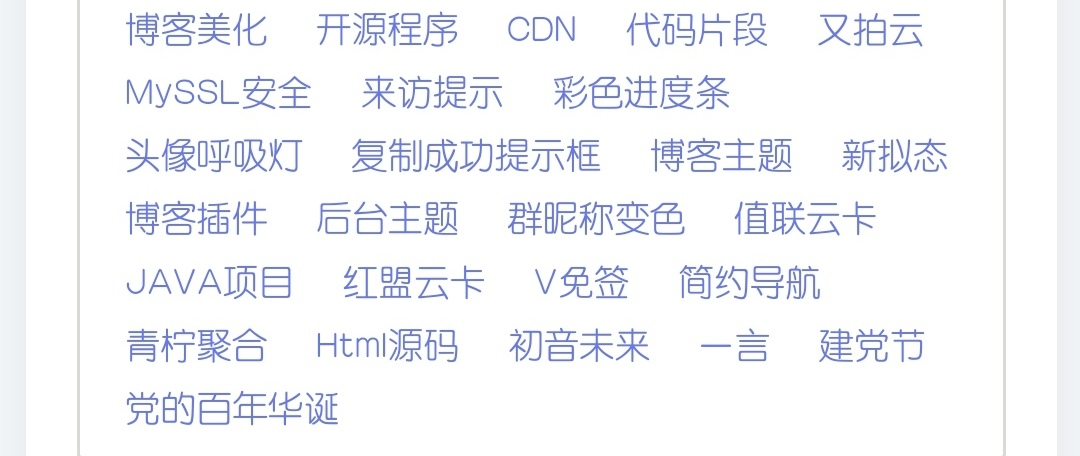 博客美化 开源程序 CDN 代码片段 又拍云
MySSL安全 来访提示 彩色进度条
头像呼吸灯 复制成功提示框 博客主题 新拟态
博客插件 后台主题 群昵称变色 值联云卡
JAVA项目 红盟云卡 V免签 简约导航
青柠聚合 Html源码 初音未来 一言 建党节
党的百年华诞